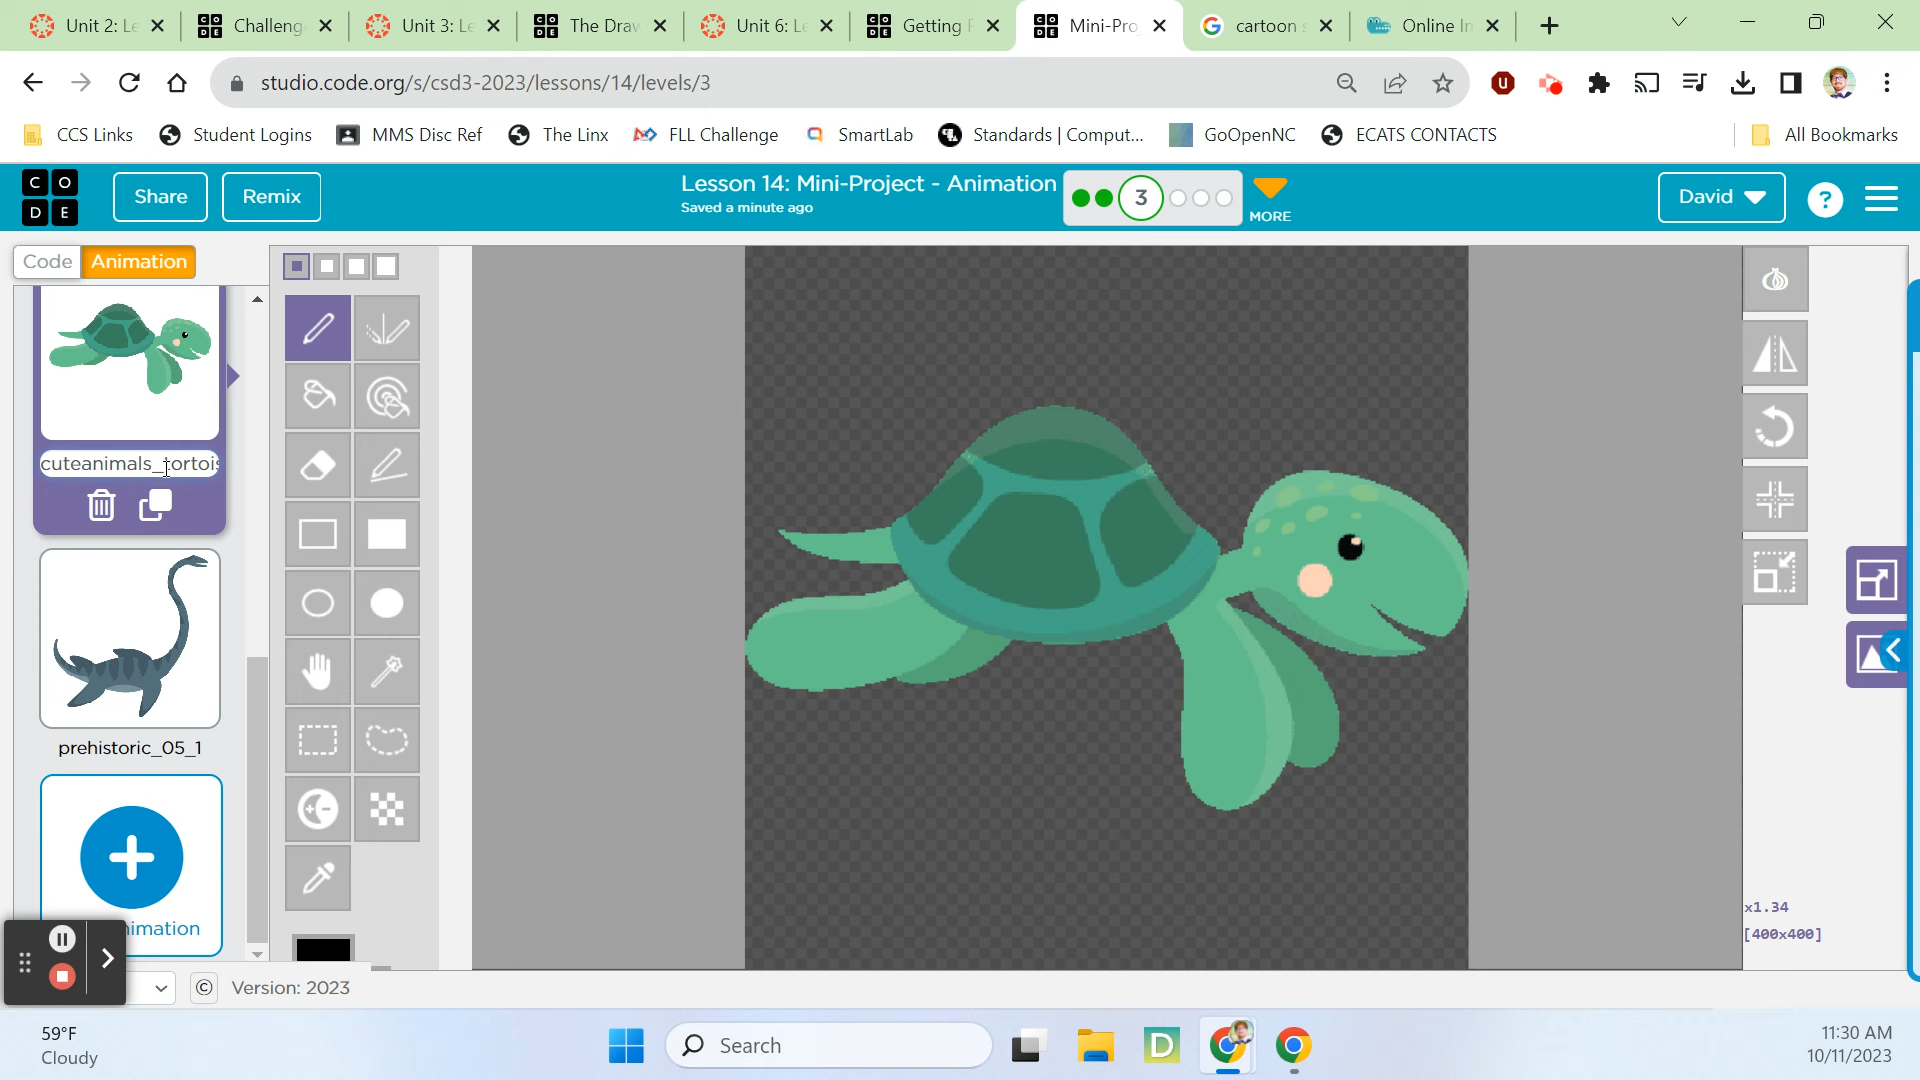 Unit 2: Le
Challeng
Unit 3: Le
The Draw
Unit 6: Le
Getting P
Mini-Pro
cartoon s
Online In
studio.code.org/s/csd3-2023/lessons/14/levels/3
CCS Links
Student Logins
MMS Disc Ref
The Linx
FLL Challenge
SmartLab
Standards | Comput...
GoOpenNC
ECATS CONTACTS
All Bookmarks
C O
D E
Share
Remix
Lesson 14: Mini-Project - Animation
Saved a minute ago
3
MORE
David
?
Code
Animation
cuteanimals_tortois
prehistoric_05_1
nimation
x1.34
[400x400]
© Version: 2023
59°F
Cloudy
Search
D
11:30 AM
10/11/2023